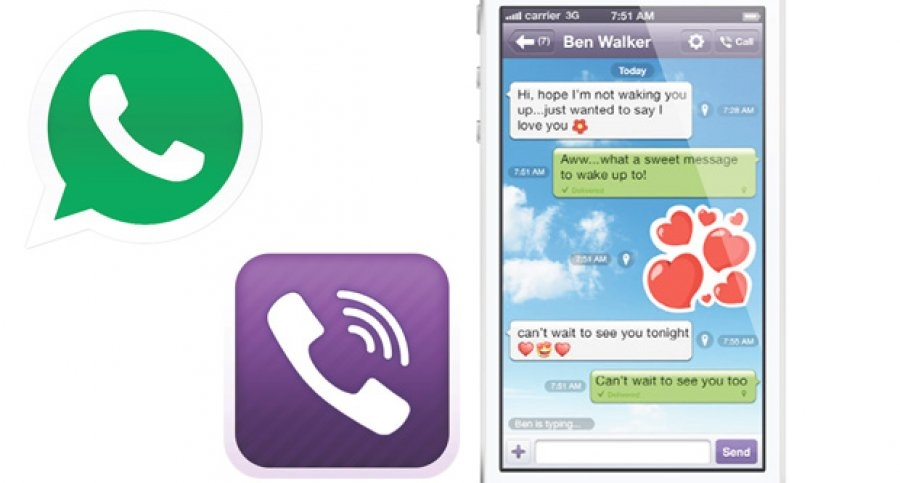 carrier 3G 7:51 AM
(7) Ben Walker Call
Today
Hi, hope I'm not waking you
up...just wanted to say I
love you
7:28 AM
Aww...what a sweet message
to wake up to!
7:51 AM
Delivered
7:51 AM
can't wait to see you tonight
7:55 AM
Can't wait to see you too
7:51 AM
Delivered
Ben is typing...
+ Send